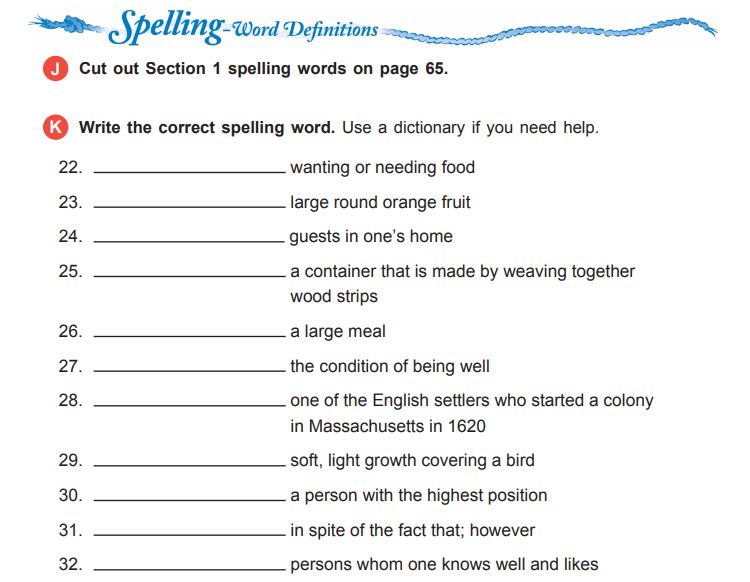 Spelling–Word Definitions
J Cut out Section 1 spelling words on page 65.
K Write the correct spelling word. Use a dictionary if you need help.
22. ____________________ wanting or needing food
23. ____________________ large round orange fruit
24. ____________________ guests in one’s home
25. ____________________ a container that is made by weaving together
wood strips
26. ____________________ a large meal
27. ____________________ the condition of being well
28. ____________________ one of the English settlers who started a colony
in Massachusetts in 1620
29. ____________________ soft, light growth covering a bird
30. ____________________ a person with the highest position
31. ____________________ in spite of the fact that; however
32. ____________________ persons whom one knows well and likes